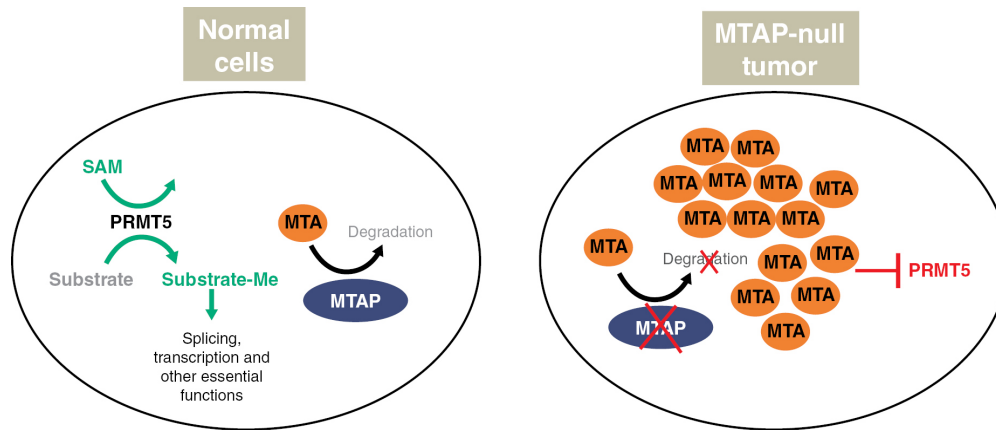 Normal
cells
SAM
PRMT5
Substrate
Substrate-Me
Splicing,
transcription and
other essential
functions
MTA
Degradation
MTAP
MTAP-null
tumor
MTA
MTA
MTA
MTA
MTA
MTA
MTA
MTA
MTA
MTA
Degradation
MTAP
MTA
MTA
MTA
MTA
MTA
PRMT5